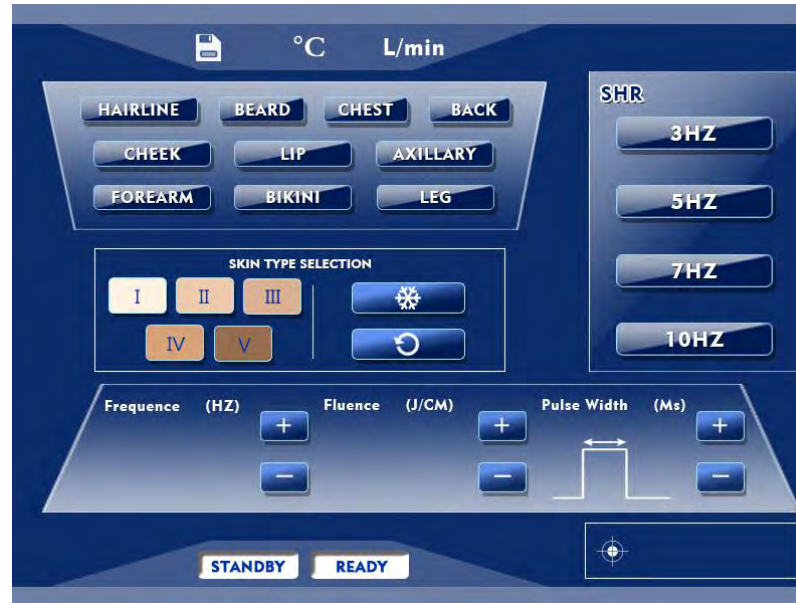 °C L/min
HAIRLINE BEARD CHEST BACK
CHEEK LIP AXILLARY
FOREARM BIKINI LEG
SHR
3HZ
5HZ
7HZ
10HZ
SKIN TYPE SELECTION
I II III
IV V
Frequence (HZ) Fluence (J/CM) Pulse Width (Ms)
+ + +
− − −
STANDBY READY